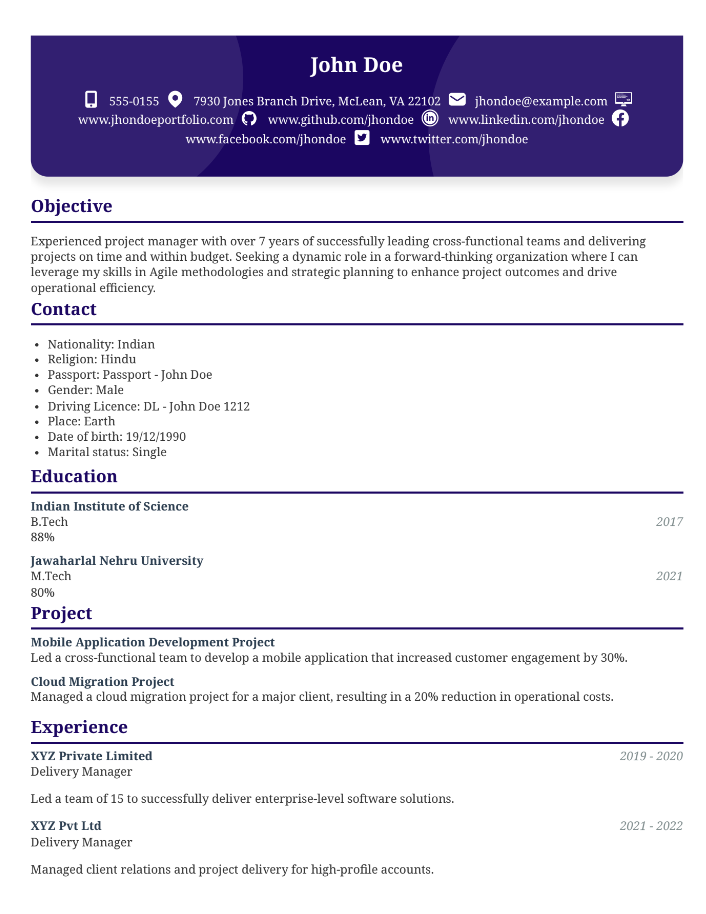 John Doe
555-0155 7930 Jones Branch Drive, McLean, VA 22102 jhondoe@example.com
www.jhondoeportfolio.com www.github.com/jhondoe www.linkedin.com/jhondoe
www.facebook.com/jhondoe www.twitter.com/jhondoe
Objective
Experienced project manager with over 7 years of successfully leading cross-functional teams and delivering
projects on time and within budget. Seeking a dynamic role in a forward-thinking organization where I can
leverage my skills in Agile methodologies and strategic planning to enhance project outcomes and drive
operational efficiency.
Contact
• Nationality: Indian
• Religion: Hindu
• Passport: Passport - John Doe
• Gender: Male
• Driving Licence: DL - John Doe 1212
• Place: Earth
• Date of birth: 19/12/1990
• Marital status: Single
Education
Indian Institute of Science
B.Tech 2017
88%
Jawaharlal Nehru University
M.Tech 2021
80%
Project
Mobile Application Development Project
Led a cross-functional team to develop a mobile application that increased customer engagement by 30%.
Cloud Migration Project
Managed a cloud migration project for a major client, resulting in a 20% reduction in operational costs.
Experience
XYZ Private Limited 2019 - 2020
Delivery Manager
Led a team of 15 to successfully deliver enterprise-level software solutions.
XYZ Pvt Ltd 2021 - 2022
Delivery Manager
Managed client relations and project delivery for high-profile accounts.